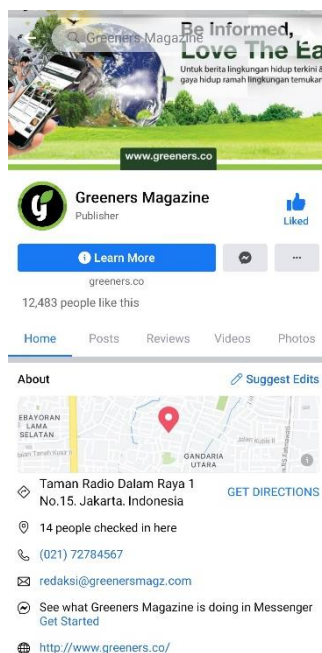 Greeners Magazine
Be informed,
Love The Ea
Untuk berita lingkungan hidup terkini &
gaya hidup ramah lingkungan temukan
www.greeners.co
g
Greeners Magazine
Publisher
Liked
Learn More
greeners.co
12,483 people like this
Home Posts Reviews Videos Photos
About
Suggest Edits
EBAYORAN
LAMA
SELATAN
GANDARIA
UTARA
Taman Radio Dalam Raya 1
No.15. Jakarta. Indonesia
GET DIRECTIONS
14 people checked in here
(021) 72784567
redaksi@greenersmagz.com
See what Greeners Magazine is doing in Messenger
Get Started
http://www.greeners.co/